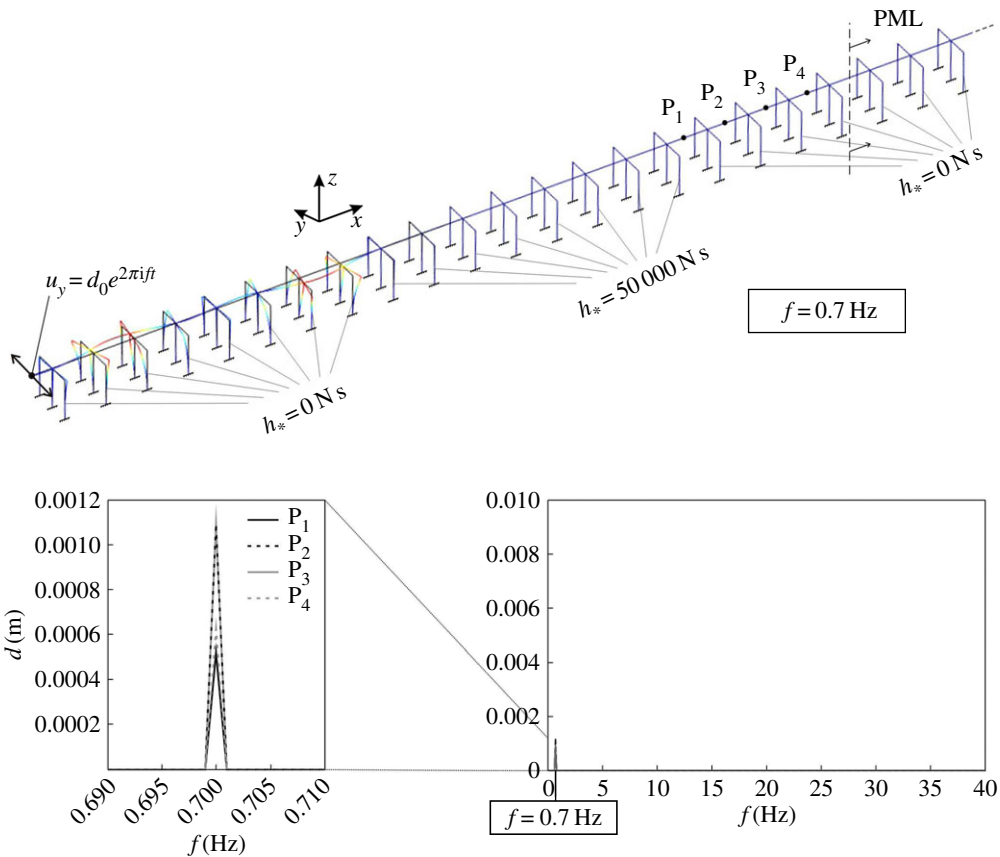 PML
P₁ P₂ P₃ P₄
z
y x
u_y = d₀e^{2πift}
h* = 0 N s
h* = 50 000 N s
f = 0.7 Hz
h* = 0 N s
0.0012
0.0010
0.0008
0.0006
0.0004
0.0002
d (m)
P₁
P₂
P₃
P₄
0.690 0.695 0.700 0.705 0.710
f (Hz)
0.010
0.008
0.006
0.004
0.002
0
0 5 10 15 20 25 30 35 40
f (Hz)
f = 0.7 Hz